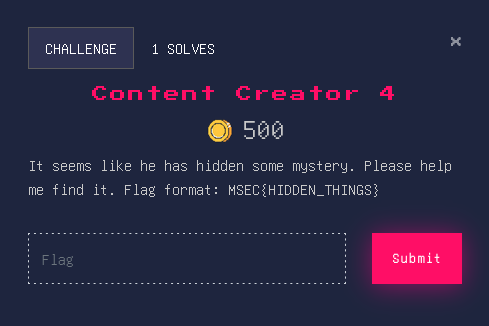 CHALLENGE
1 SOLVES
×
Content Creator 4
500
It seems like he has hidden some mystery. Please help
me find it. Flag format: MSEC{HIDDEN_THINGS}
Flag
Submit